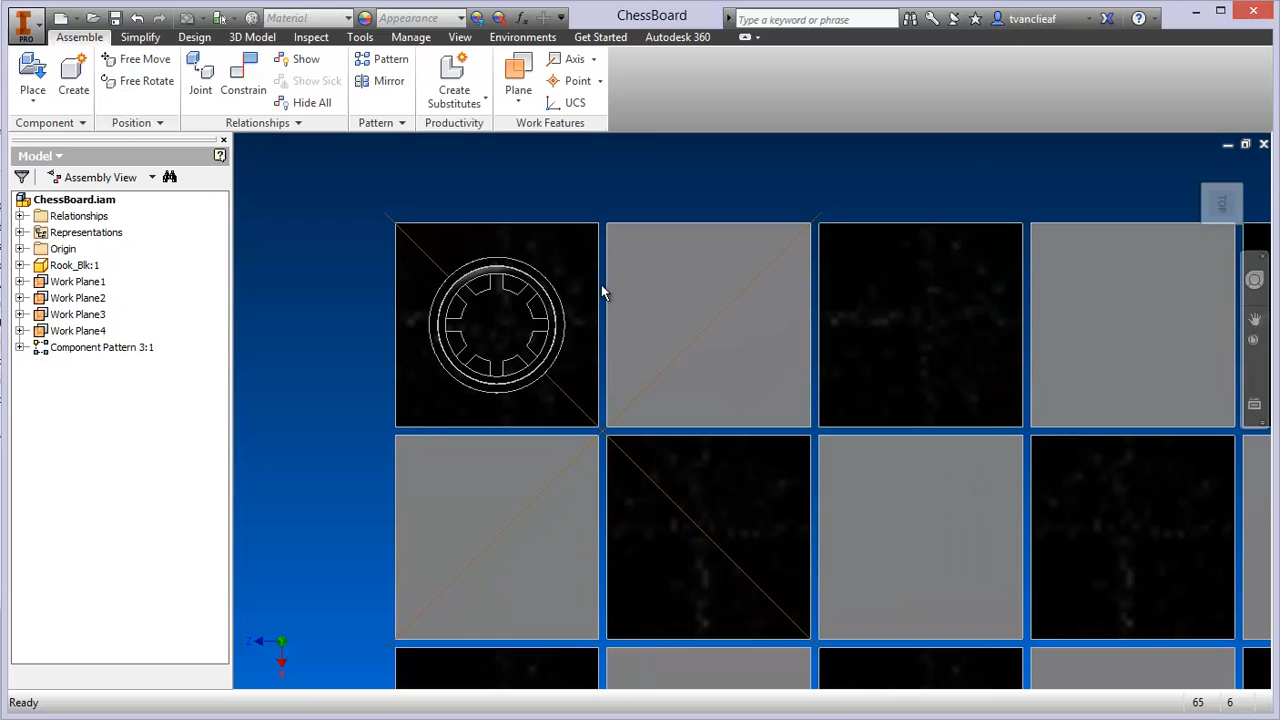 Material
Appearance
ChessBoard
Type a keyword or phrase
tvanclieaf
PRO
Assemble
Simplify
Design
3D Model
Inspect
Tools
Manage
View
Environments
Get Started
Autodesk 360
Place
Create
Free Move
Free Rotate
Joint
Constrain
Show
Show Sick
Hide All
Pattern
Mirror
Create
Substitutes
Plane
Axis
Point
UCS
Component
Position
Relationships
Pattern
Productivity
Work Features
Model
Assembly View
ChessBoard.iam
Relationships
Representations
Origin
Rook_Blk:1
Work Plane1
Work Plane2
Work Plane3
Work Plane4
Component Pattern 3:1
TOP
Z
Ready
65
6